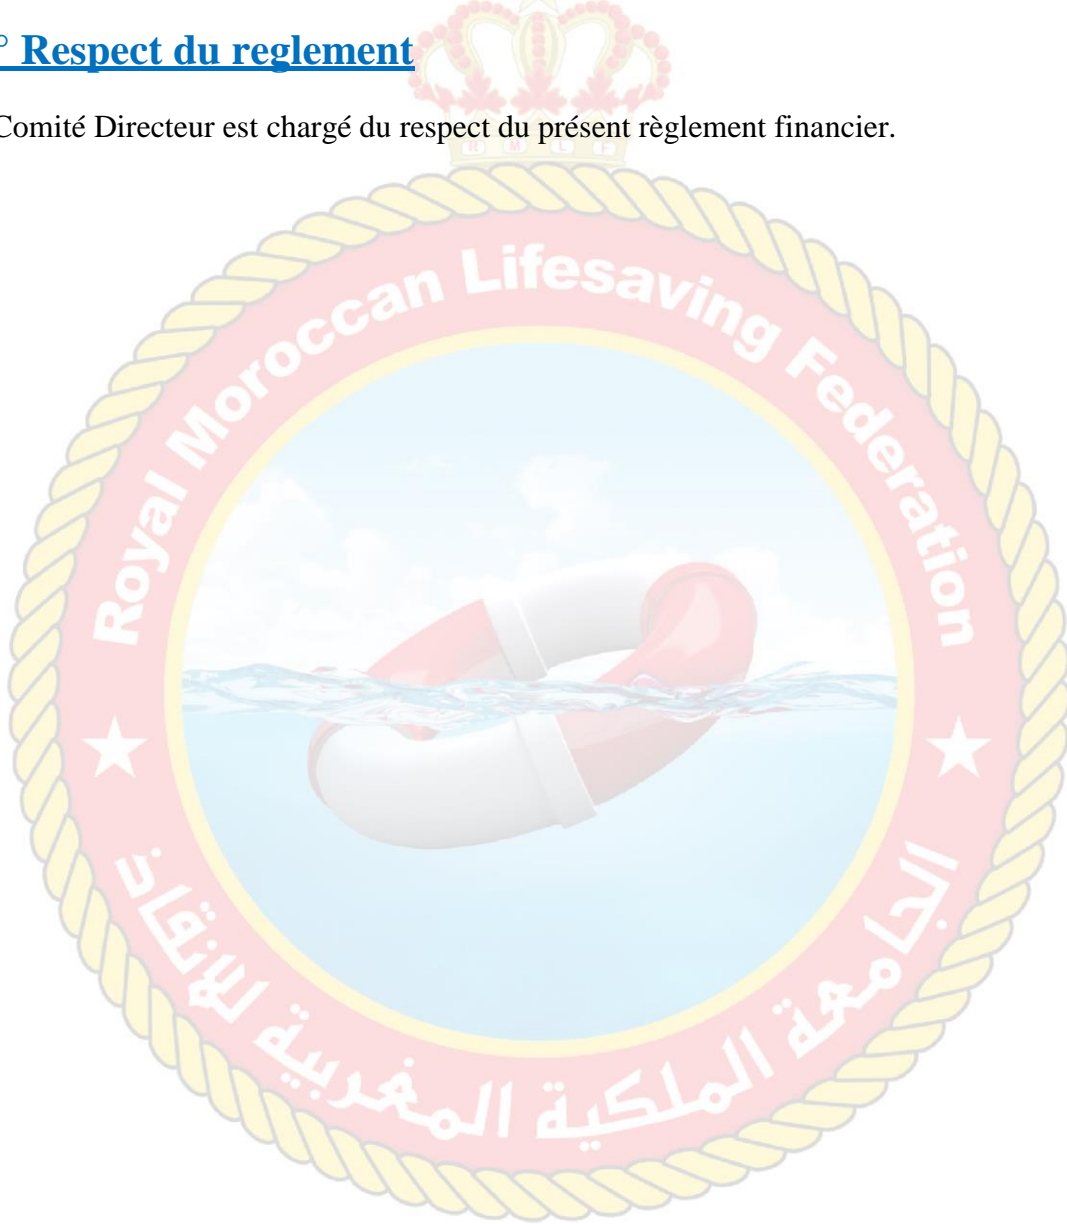 ° Respect du reglement
Comité Directeur est chargé du respect du présent règlement financier.
R M L F
Royal Moroccan Lifesaving Federation
الجامعة الملكية المغربية للإنقاذ